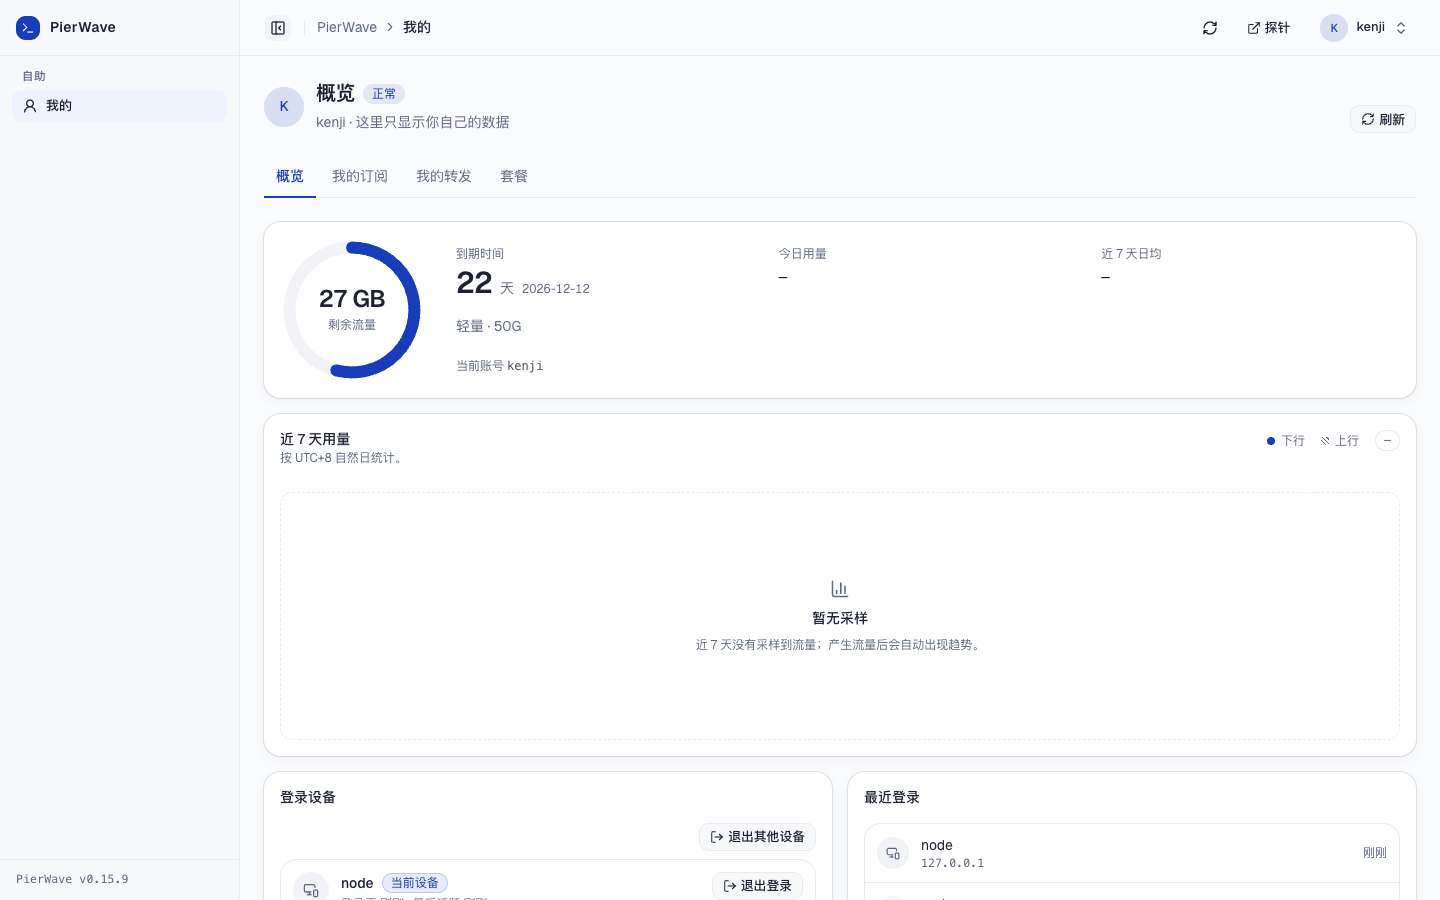 PierWave
PierWave > 我的
探针
K
kenji
自助
我的
K
概览 正常
kenji · 这里只显示你自己的数据
刷新
概览 我的订阅 我的转发 套餐
27 GB
剩余流量
到期时间
22 天 2026-12-12
轻量 · 50G
当前账号 kenji
今日用量
–
近 7 天日均
–
近 7 天用量
按 UTC+8 自然日统计。
下行 上行 –
暂无采样
近 7 天没有采样到流量；产生流量后会自动出现趋势。
登录设备
退出其他设备
node 当前设备
退出登录
最近登录
node
127.0.0.1
刚刚
PierWave v0.15.9